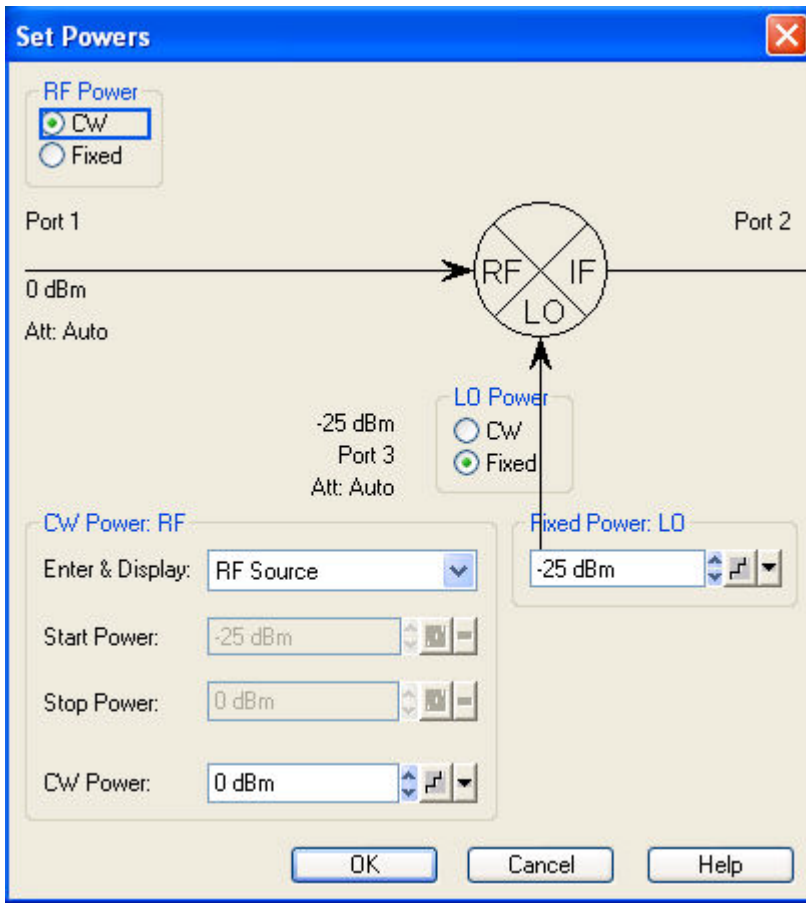 Set Powers
RF Power
CW
Fixed
Port 1
Port 2
RF
IF
LO
0 dBm
Att: Auto
-25 dBm
Port 3
Att: Auto
LO Power
CW
Fixed
CW Power: RF
Enter & Display: RF Source
Start Power: -25 dBm
Stop Power: 0 dBm
CW Power: 0 dBm
Fixed Power: LO
-25 dBm
OK Cancel Help